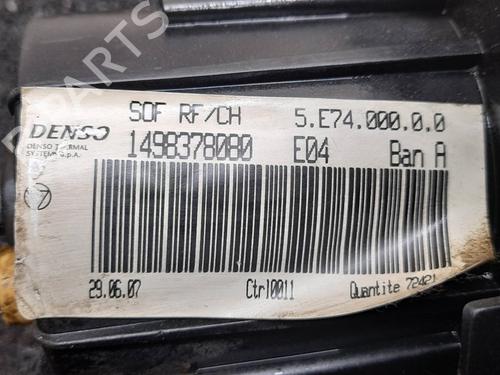 SOF RF/CH 5.E74.000.0.0
DENSO
DENSO THERMAL
SYSTEMS S.p.A.
1498378080 E04 Ban A
29.06.07 Ctrl0011 Quantite 72421
PARTS